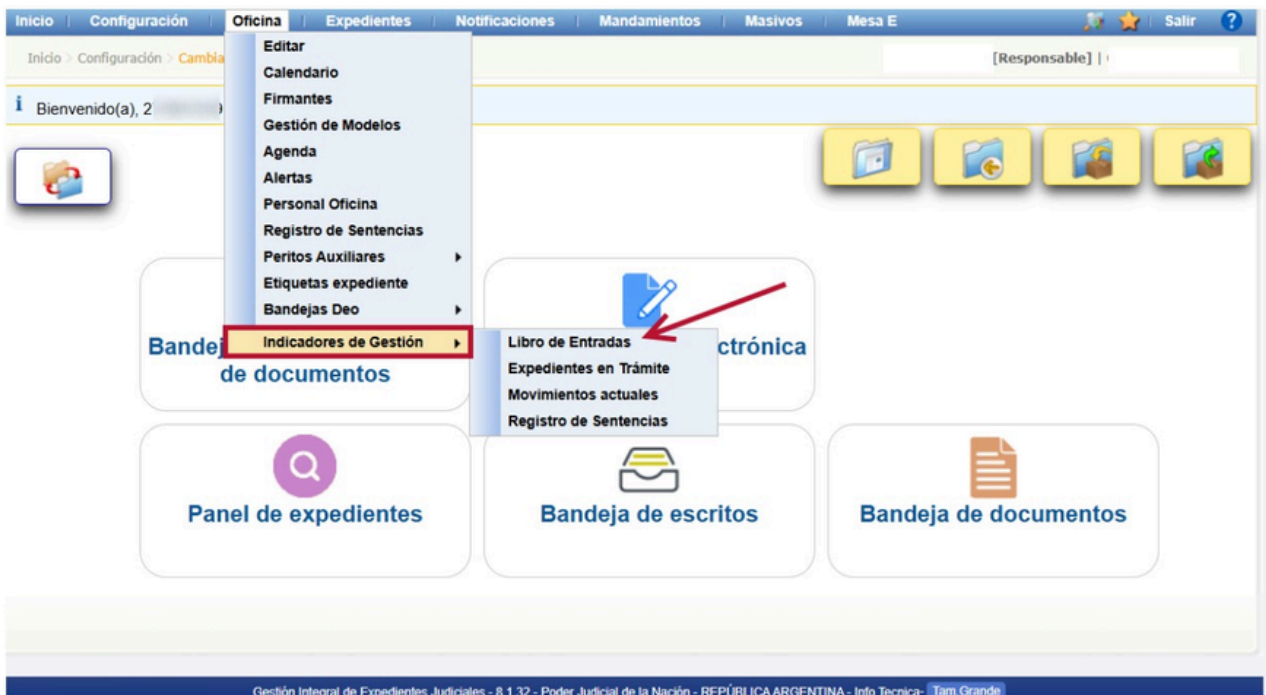 Inicio Configuración Oficina Expedientes Notificaciones Mandamientos Masivos Mesa E Salir ?
Inicio > Configuración > Cambia
[Responsable] |
i Bienvenido(a), 2
Editar
Calendario
Firmantes
Gestión de Modelos
Agenda
Alertas
Personal Oficina
Registro de Sentencias
Peritos Auxiliares
Etiquetas expediente
Bandejas Deo
Indicadores de Gestión
Libro de Entradas
Expedientes en Trámite
Movimientos actuales
Registro de Sentencias
de documentos
Panel de expedientes
Bandeja de escritos
Bandeja de documentos
Gestión Integral de Expedientes Judiciales - 8.1.32 - Poder Judicial de la Nación - REPÚBLICA ARGENTINA - Info Tecnica- Tam Grande